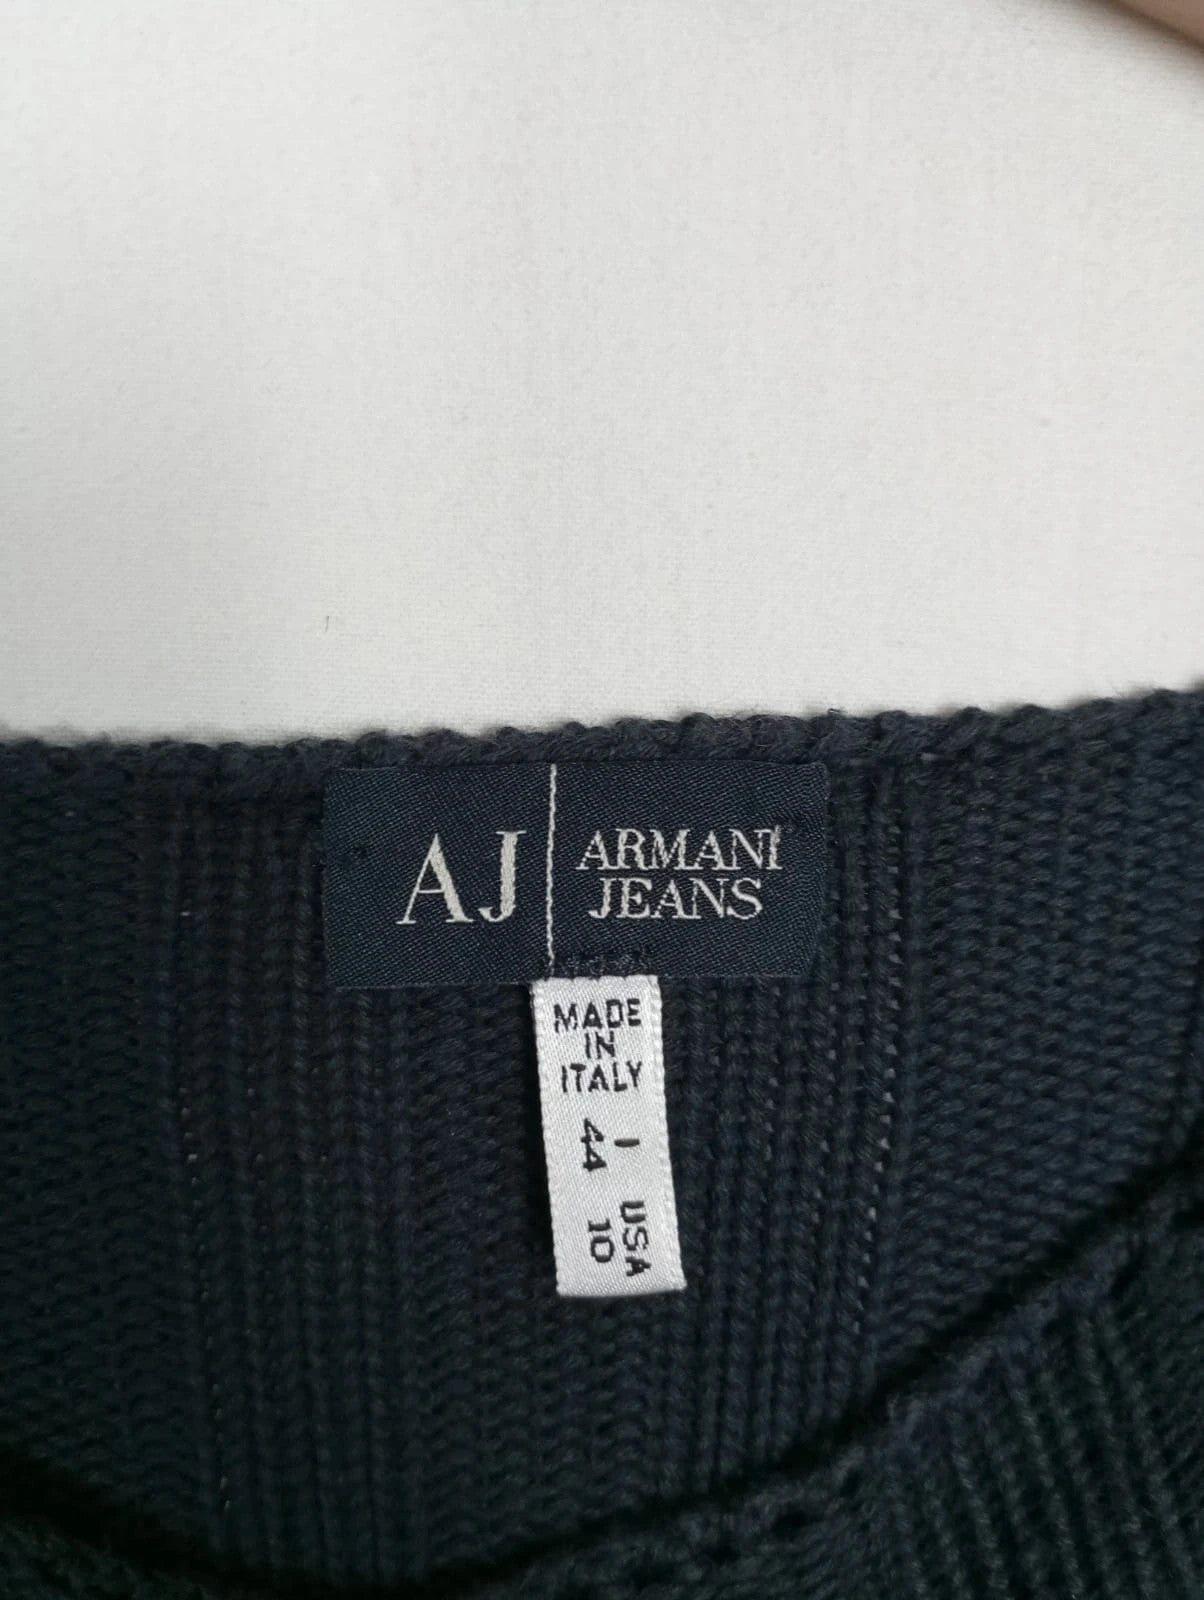 AJ
ARMANI
JEANS
MADE
IN
ITALY
I USA
44 10